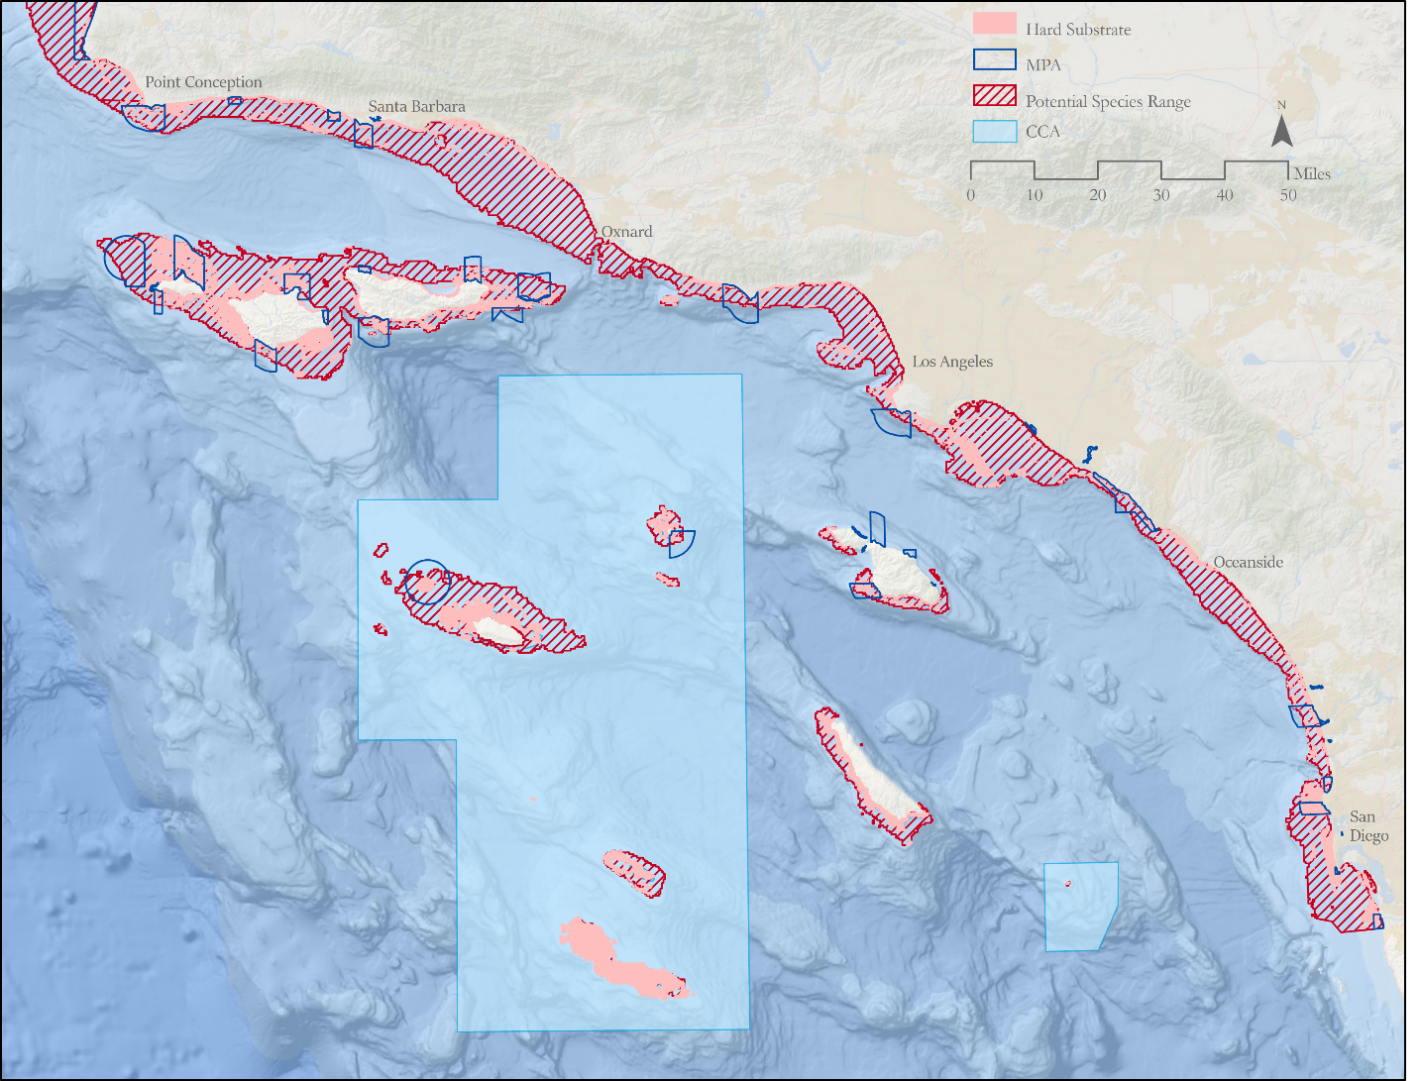 Hard Substrate
MPA
Point Conception
Santa Barbara
Potential Species Range
N
CCA
Miles
0 10 20 30 40 50
Oxnard
Los Angeles
Oceanside
San
Diego